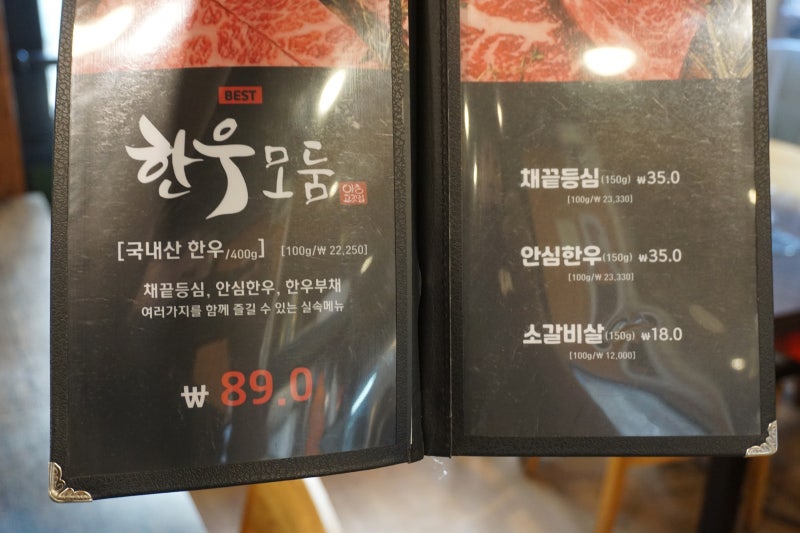 BEST
한우모둠
[국내산 한우/400g] [100g/₩ 22,250]
채끝등심, 안심한우, 한우부채
여러가지를 함께 즐길 수 있는 실속메뉴
₩ 89.0
채끝등심(150g) ₩35.0
[100g/₩ 23,330]
안심한우(150g) ₩35.0
[100g/₩ 23,330]
소갈비살(150g) ₩18.0
[100g/₩ 12,000]